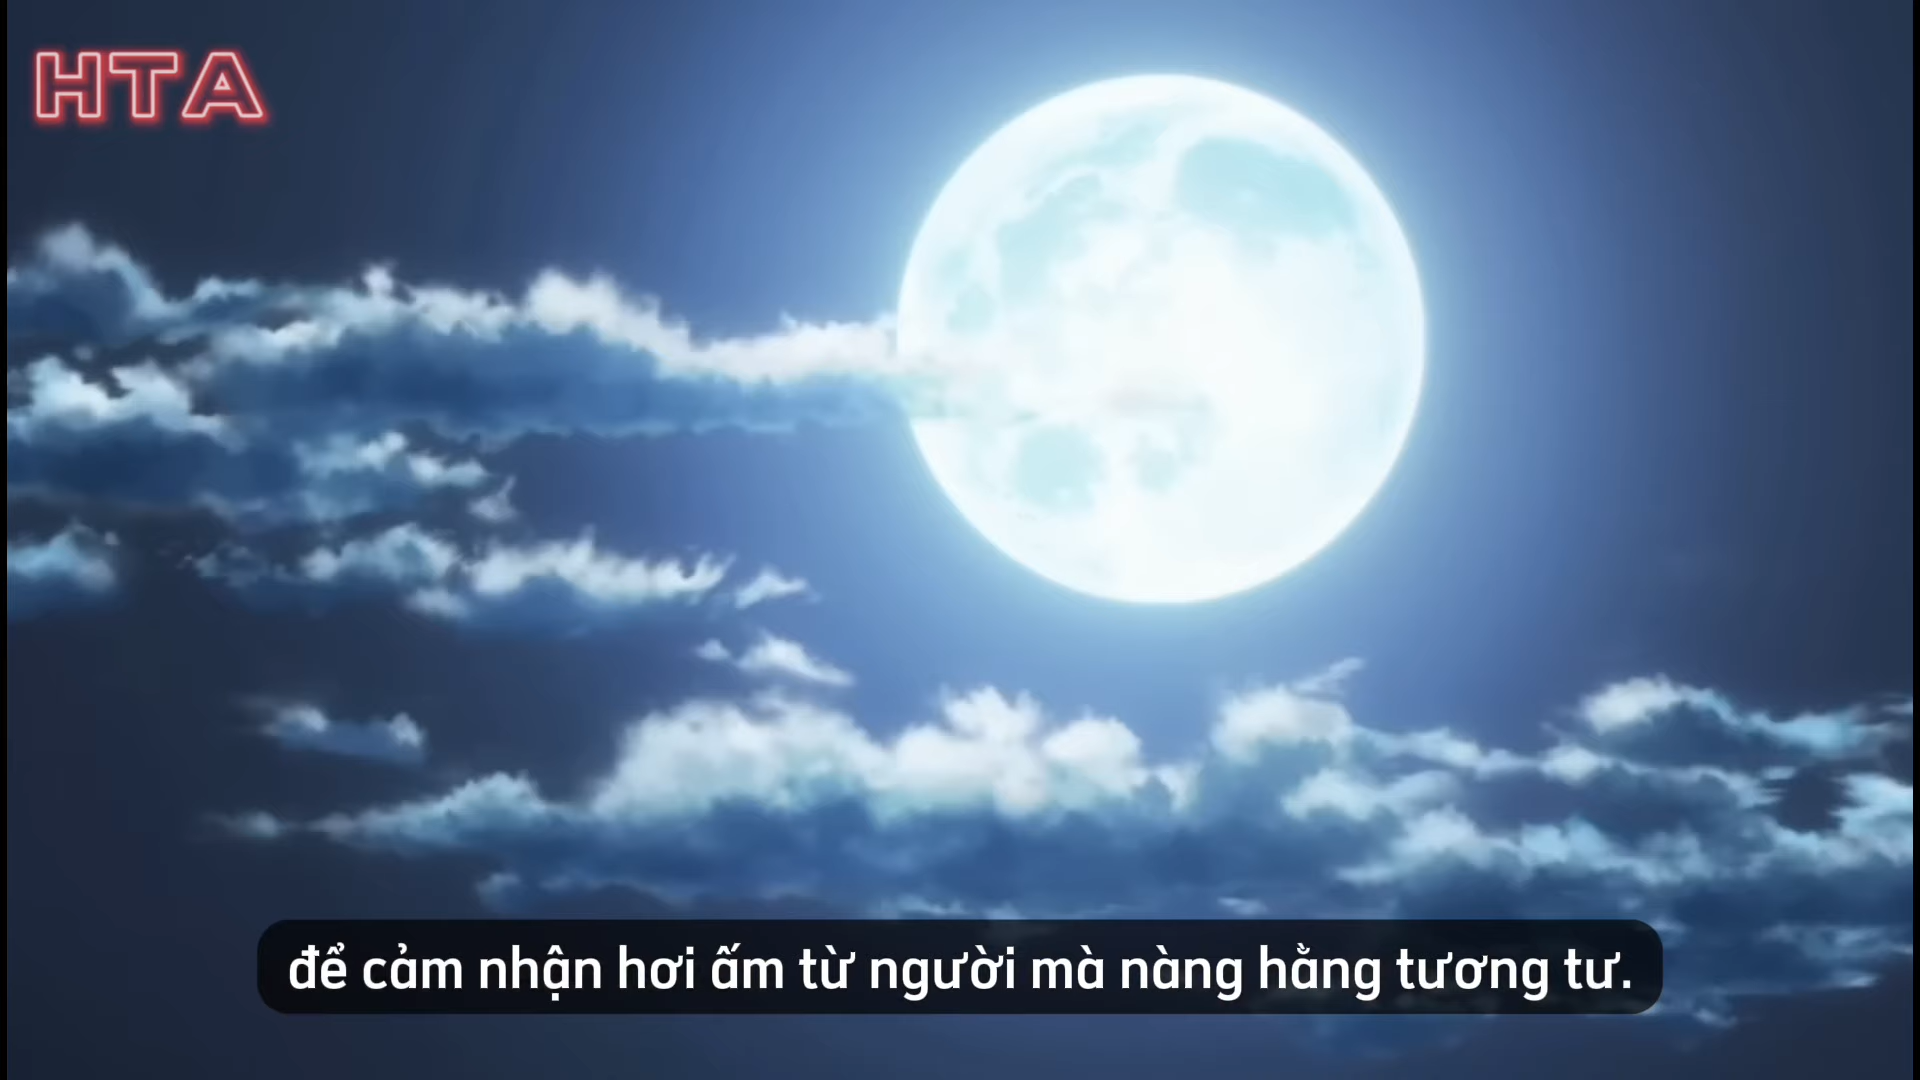 HTA
để cảm nhận hơi ấm từ người mà nàng hằng tương tư.